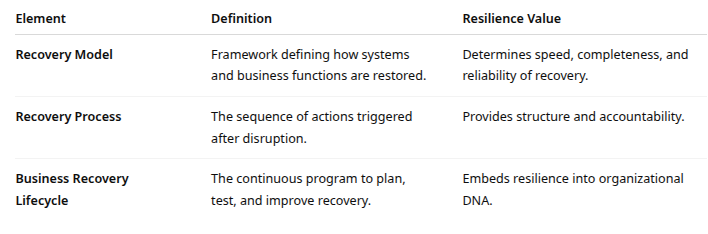 Element Definition Resilience Value
Recovery Model Framework defining how systems Determines speed, completeness, and
and business functions are restored. reliability of recovery.
Recovery Process The sequence of actions triggered Provides structure and accountability.
after disruption.
Business Recovery The continuous program to plan, Embeds resilience into organizational
Lifecycle test, and improve recovery. DNA.